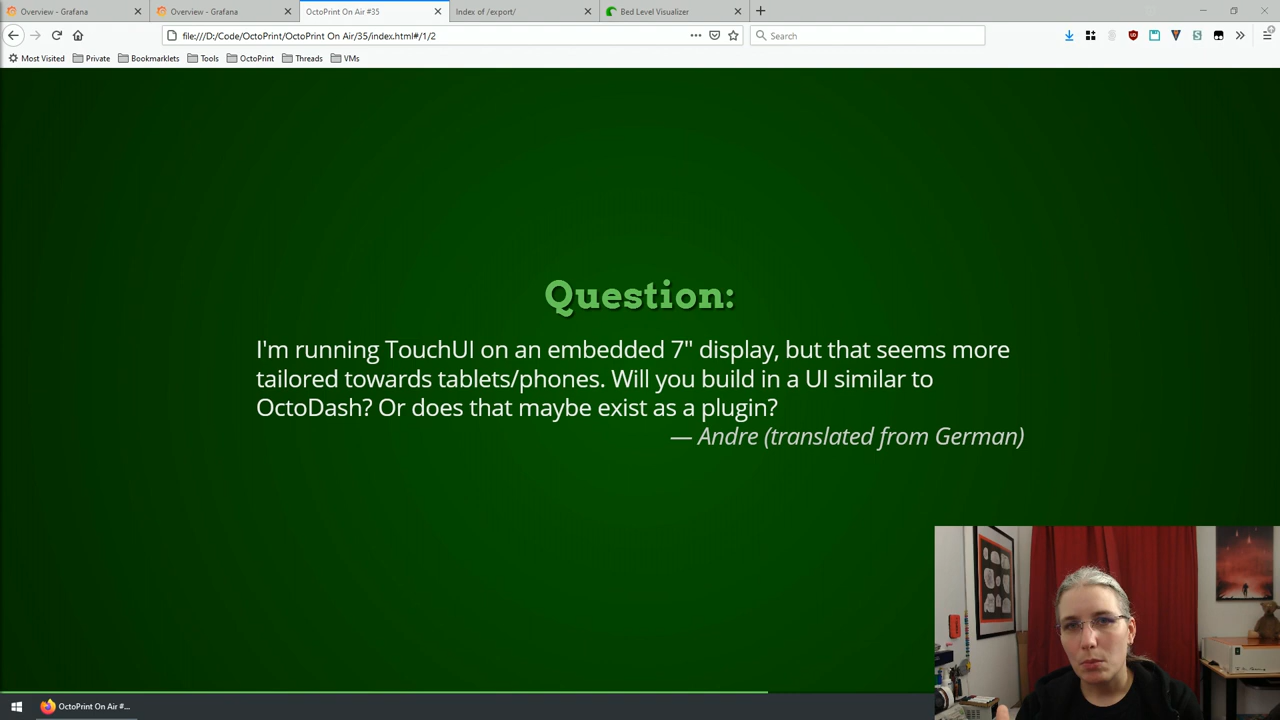 Overview - Grafana
Overview - Grafana
OctoPrint On Air #35
Index of /export/
Bed Level Visualizer
file:///D:/Code/OctoPrint/OctoPrint On Air/35/index.html#/1/2
Search
Most Visited
Private
Bookmarklets
Tools
OctoPrint
Threads
VMs
Question:
I'm running TouchUI on an embedded 7" display, but that seems more
tailored towards tablets/phones. Will you build in a UI similar to
OctoDash? Or does that maybe exist as a plugin?
— Andre (translated from German)
OctoPrint On Air #...